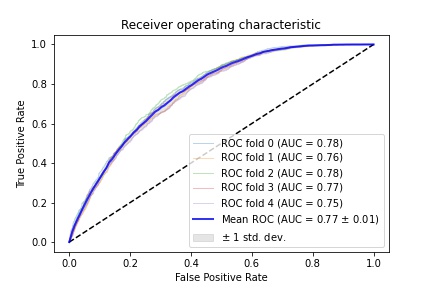 Receiver operating characteristic
True Positive Rate
1.0
0.8
0.6
0.4
0.2
0.0
ROC fold 0 (AUC = 0.78)
ROC fold 1 (AUC = 0.76)
ROC fold 2 (AUC = 0.78)
ROC fold 3 (AUC = 0.77)
ROC fold 4 (AUC = 0.75)
Mean ROC (AUC = 0.77 ± 0.01)
± 1 std. dev.
0.0 0.2 0.4 0.6 0.8 1.0
False Positive Rate